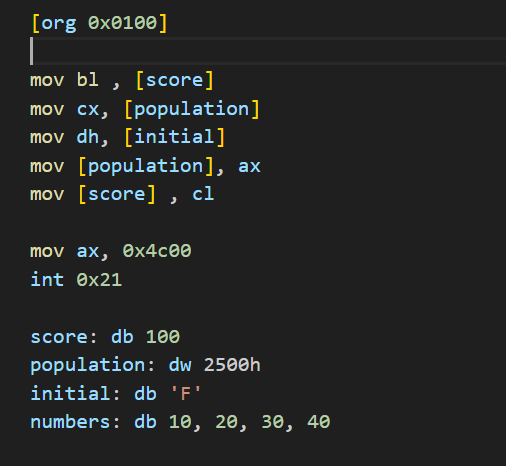 [org 0x0100]
mov bl , [score]
mov cx, [population]
mov dh, [initial]
mov [population], ax
mov [score] , cl
mov ax, 0x4c00
int 0x21
score: db 100
population: dw 2500h
initial: db 'F'
numbers: db 10, 20, 30, 40